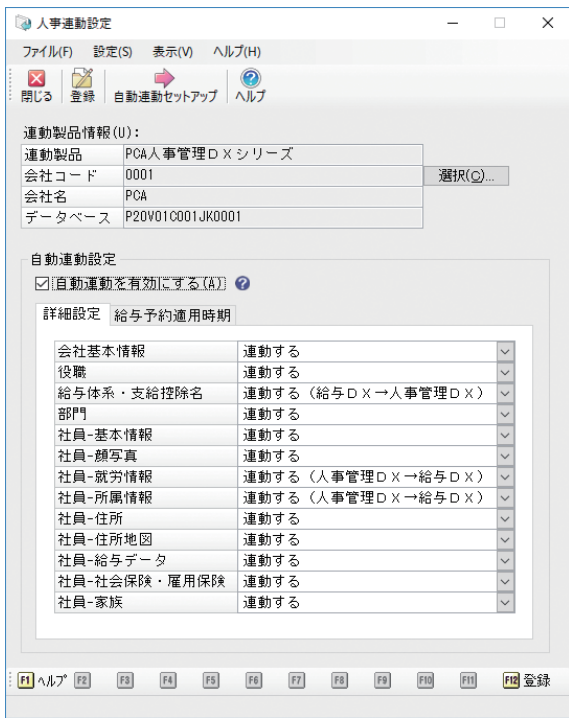 人事連動設定
ファイル(F) 設定(S) 表示(V) ヘルプ(H)
閉じる 登録 自動連動セットアップ ヘルプ
連動製品情報(U):
連動製品 PCA人事管理DXシリーズ
会社コード 0001 選択(C)...
会社名 PCA
データベース P20V01C001JK0001
自動連動設定
自動連動を有効にする(A)
詳細設定 給与予約適用時期
会社基本情報 連動する
役職 連動する
給与体系・支給控除名 連動する(給与DX→人事管理DX)
部門 連動する
社員-基本情報 連動する
社員-顔写真 連動する
社員-就労情報 連動する(人事管理DX→給与DX)
社員-所属情報 連動する(人事管理DX→給与DX)
社員-住所 連動する
社員-住所地図 連動する
社員-給与データ 連動する
社員-社会保険・雇用保険 連動する
社員-家族 連動する
F1 ヘルプ F2 F3 F4 F5 F6 F7 F8 F9 F10 F11 F12 登録